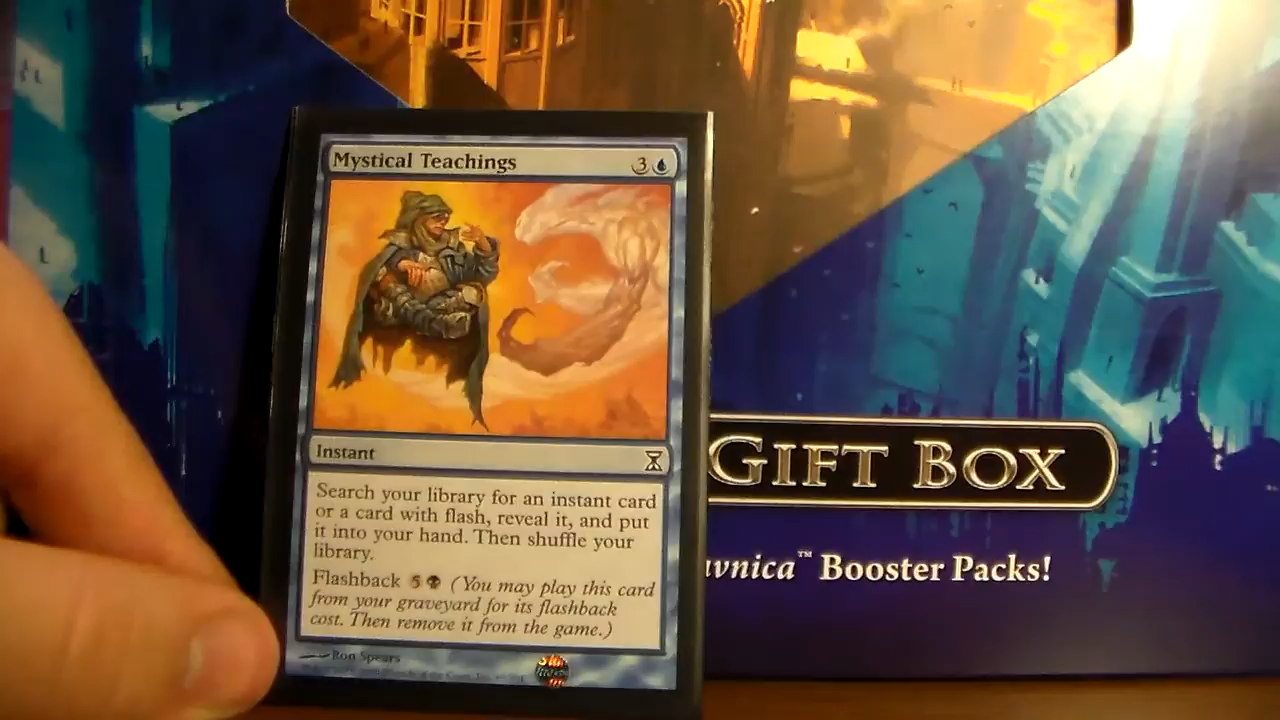 Mystical Teachings 3
Instant
Search your library for an instant card
or a card with flash, reveal it, and put
it into your hand. Then shuffle your
library.
Flashback 5 (You may play this card
from your graveyard for its flashback
cost. Then remove it from the game.)
Ron Spears
GIFT BOX
Booster Packs!